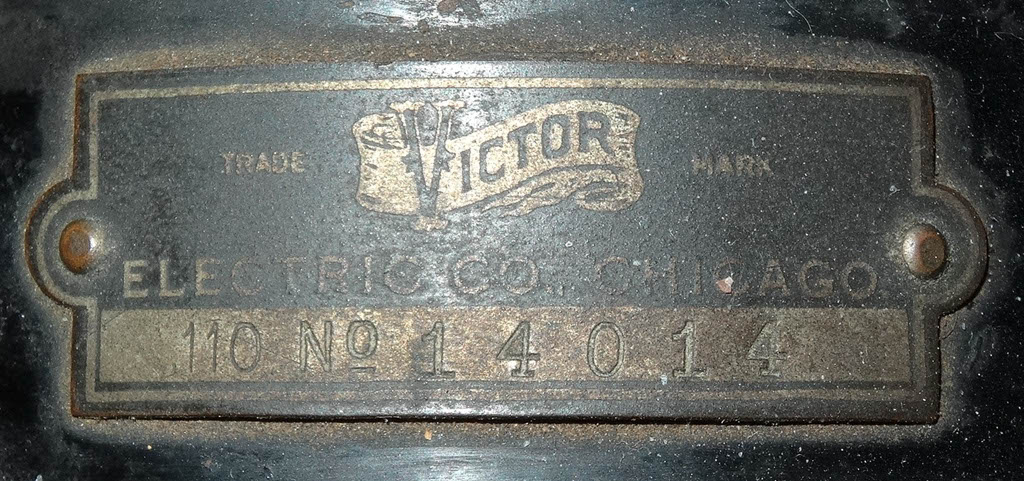 TRADE VICTOR MARK
ELECTRIC CO., CHICAGO.
110 Nº 14014